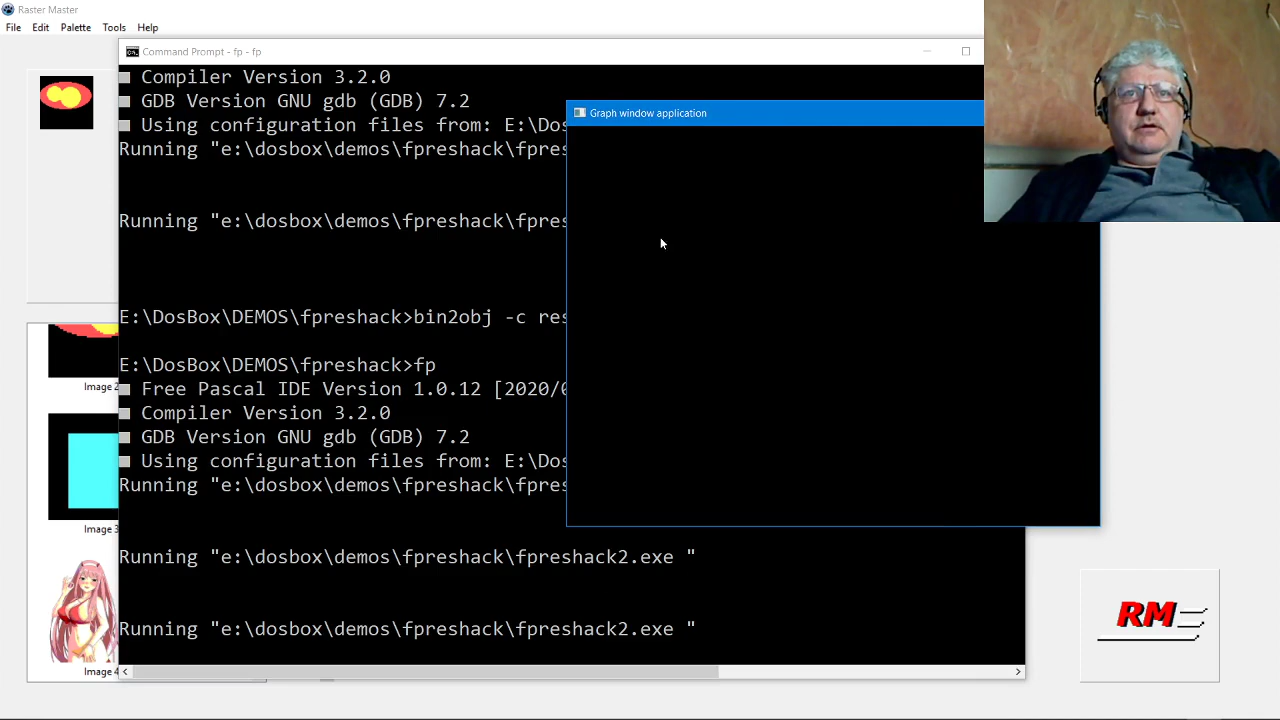 Raster Master
File Edit Palette Tools Help
Command Prompt - fp - fp
Compiler Version 3.2.0
GDB Version GNU gdb (GDB) 7.2
Using configuration files from: E:\Dos
Running "e:\dosbox\demos\fpreshack\fpres
Running "e:\dosbox\demos\fpreshack\fpres
E:\DosBox\DEMOS\fpreshack>bin2obj -c res
E:\DosBox\DEMOS\fpreshack>fp
Free Pascal IDE Version 1.0.12 [2020/0
Compiler Version 3.2.0
GDB Version GNU gdb (GDB) 7.2
Using configuration files from: E:\Dos
Running "e:\dosbox\demos\fpreshack\fpres
Running "e:\dosbox\demos\fpreshack\fpreshack2.exe "
Running "e:\dosbox\demos\fpreshack\fpreshack2.exe "
Graph window application
Image 2
Image 3
Image 4
RM